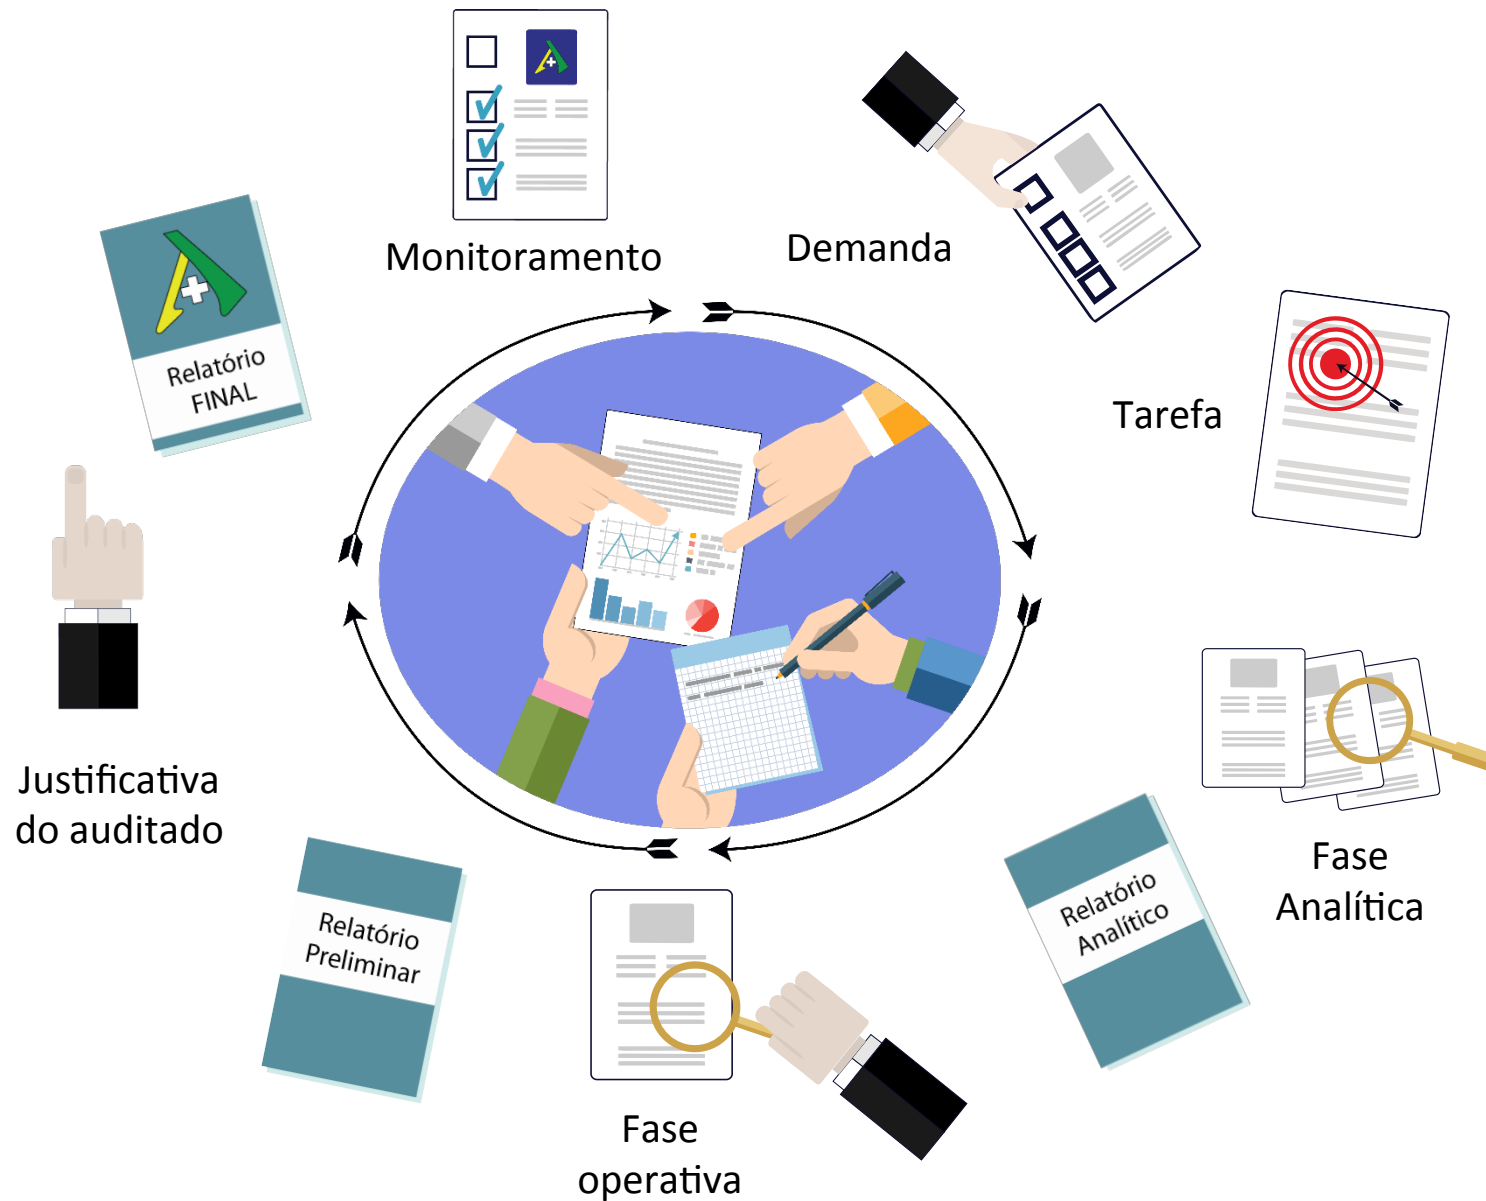 Monitoramento
Demanda
Tarefa
Fase
Analítica
Relatório
Analítico
Fase
operativa
Relatório
Preliminar
Justificativa
do auditado
Relatório
FINAL